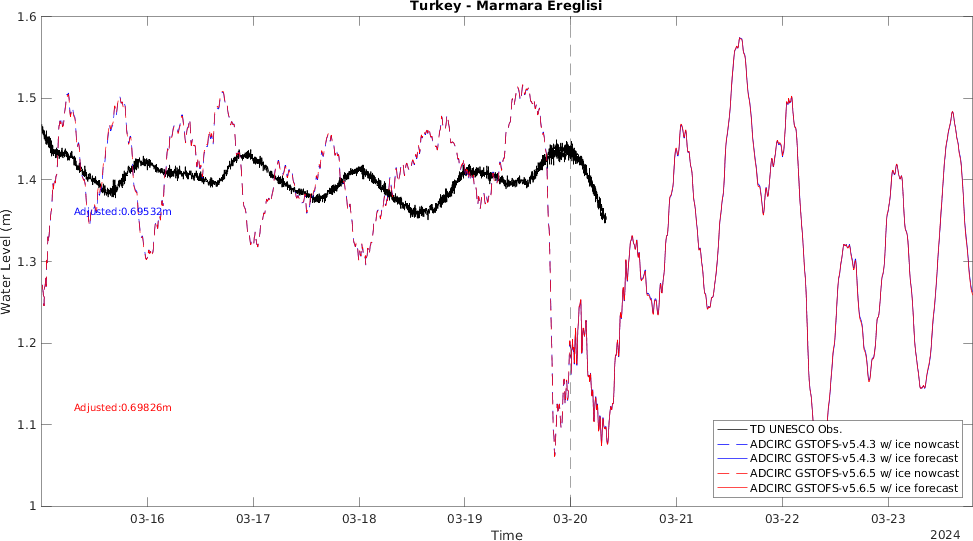 Turkey - Marmara Ereglisi
1.6
1.5
1.4
1.3
1.2
1.1
1
Water Level (m)
Adjusted:0.69532m
Adjusted:0.69826m
TD UNESCO Obs.
ADCIRC GSTOFS-v5.4.3 w/ ice nowcast
ADCIRC GSTOFS-v5.4.3 w/ ice forecast
ADCIRC GSTOFS-v5.6.5 w/ ice nowcast
ADCIRC GSTOFS-v5.6.5 w/ ice forecast
03-16 03-17 03-18 03-19 03-20 03-21 03-22 03-23
Time
2024